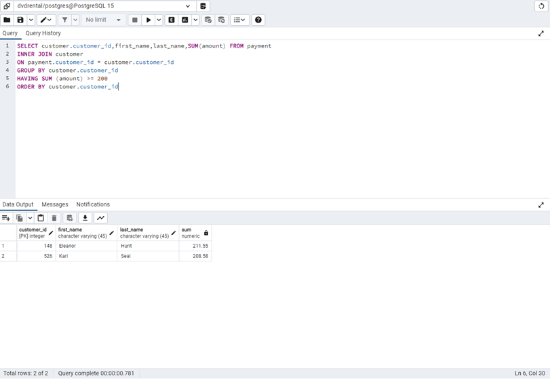 dvdrental/postgres@PostgreSQL 15
No limit
Query Query History
1 SELECT customer.customer_id,first_name,last_name,SUM(amount) FROM payment
2 INNER JOIN customer
3 ON payment.customer_id = customer.customer_id
4 GROUP BY customer.customer_id
5 HAVING SUM (amount) >= 200
6 ORDER BY customer.customer_id
Data Output Messages Notifications
customer_id first_name last_name sum
[PK] integer character varying (45) character varying (45) numeric
1 148 Eleanor Hunt 211.55
2 526 Karl Seal 208.58
Total rows: 2 of 2 Query complete 00:00:00.781 Ln 6, Col 30